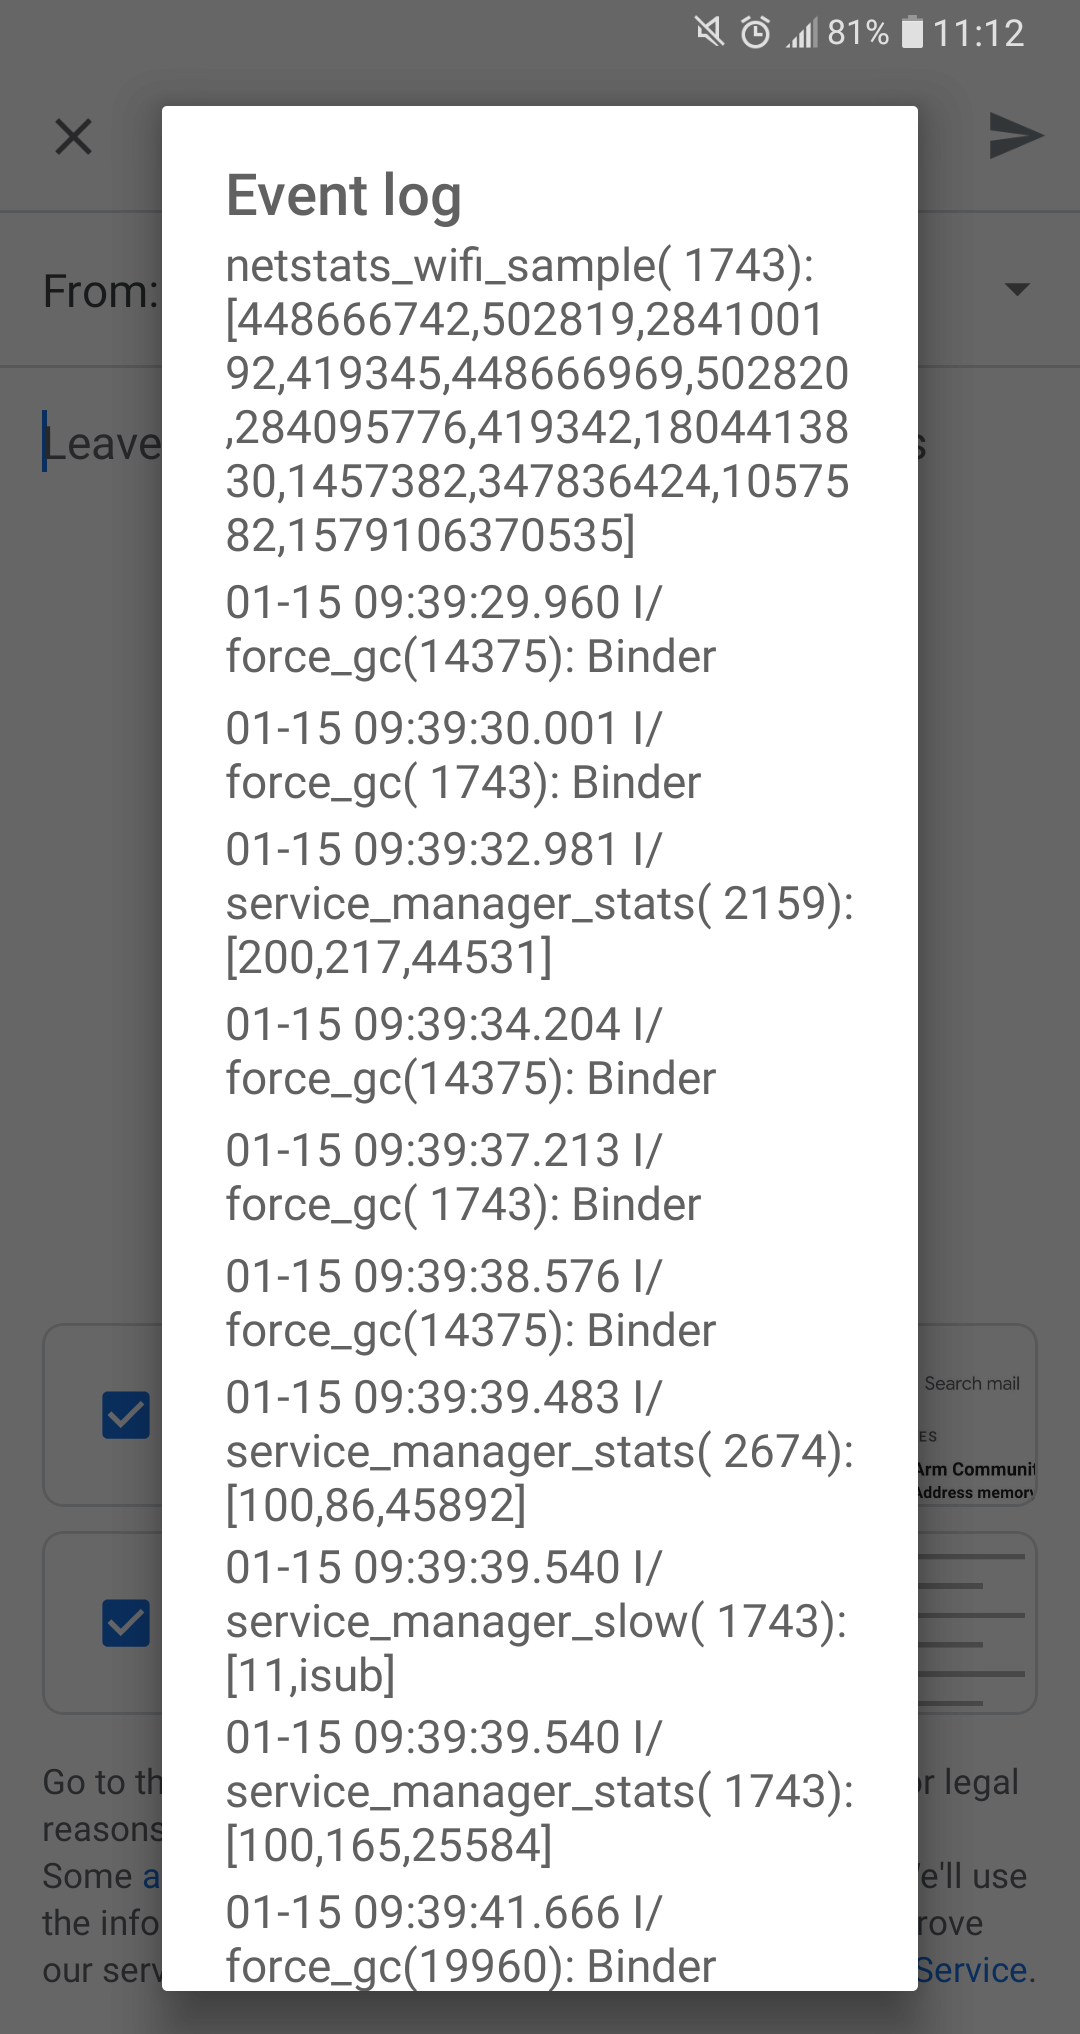 81% 11:12
From:
Leave
s
Event log
netstats_wifi_sample( 1743):
[448666742,502819,2841001
92,419345,448666969,502820
,284095776,419342,18044138
30,1457382,347836424,10575
82,1579106370535]
01-15 09:39:29.960 I/
force_gc(14375): Binder
01-15 09:39:30.001 I/
force_gc( 1743): Binder
01-15 09:39:32.981 I/
service_manager_stats( 2159):
[200,217,44531]
01-15 09:39:34.204 I/
force_gc(14375): Binder
01-15 09:39:37.213 I/
force_gc( 1743): Binder
01-15 09:39:38.576 I/
force_gc(14375): Binder
01-15 09:39:39.483 I/
service_manager_stats( 2674):
[100,86,45892]
01-15 09:39:39.540 I/
service_manager_slow( 1743):
[11,isub]
01-15 09:39:39.540 I/
service_manager_stats( 1743):
[100,165,25584]
01-15 09:39:41.666 I/
force_gc(19960): Binder
Search mail
ES
Arm Communit
Address memory
Go to th
r legal
reasons
Some a
e'll use
the info
rove
our serv
Service.